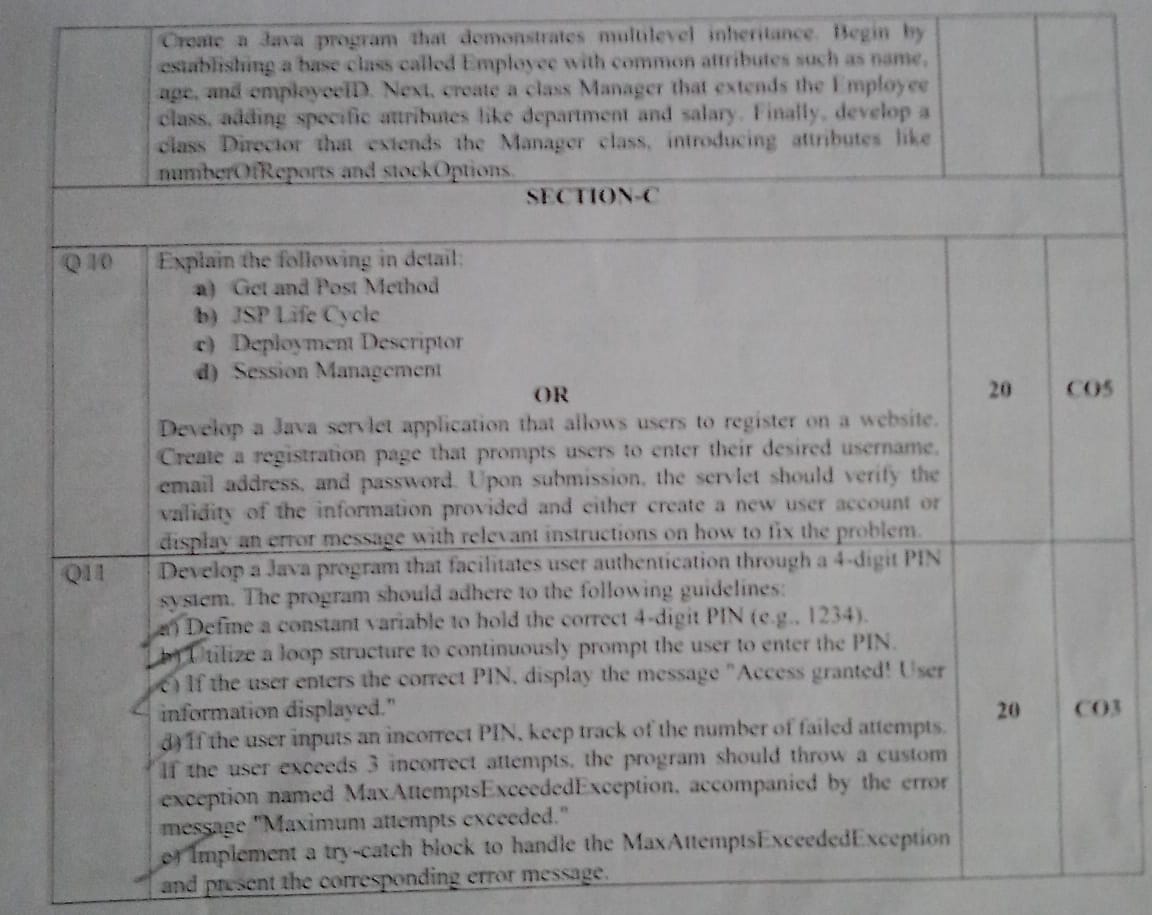 Create a Java program that demonstrates multilevel inheritance. Begin by
establishing a base class called Employee with common attributes such as name,
age, and employeeID. Next, create a class Manager that extends the Employee
class, adding specific attributes like department and salary. Finally, develop a
class Director that extends the Manager class, introducing attributes like
numberOfReports and stockOptions.
SECTION-C
Q 10 Explain the following in detail:
a) Get and Post Method
b) JSP Life Cycle
c) Deployment Descriptor
d) Session Management
OR
20 CO5
Develop a Java servlet application that allows users to register on a website.
Create a registration page that prompts users to enter their desired username,
email address, and password. Upon submission, the servlet should verify the
validity of the information provided and either create a new user account or
display an error message with relevant instructions on how to fix the problem.
Q11 Develop a Java program that facilitates user authentication through a 4-digit PIN
system. The program should adhere to the following guidelines:
a) Define a constant variable to hold the correct 4-digit PIN (e.g., 1234).
b) Utilize a loop structure to continuously prompt the user to enter the PIN.
c) If the user enters the correct PIN, display the message "Access granted! User
information displayed."
20 CO3
d) If the user inputs an incorrect PIN, keep track of the number of failed attempts.
If the user exceeds 3 incorrect attempts, the program should throw a custom
exception named MaxAttemptsExceededException, accompanied by the error
message "Maximum attempts exceeded."
e) Implement a try-catch block to handle the MaxAttemptsExceededException
and present the corresponding error message.